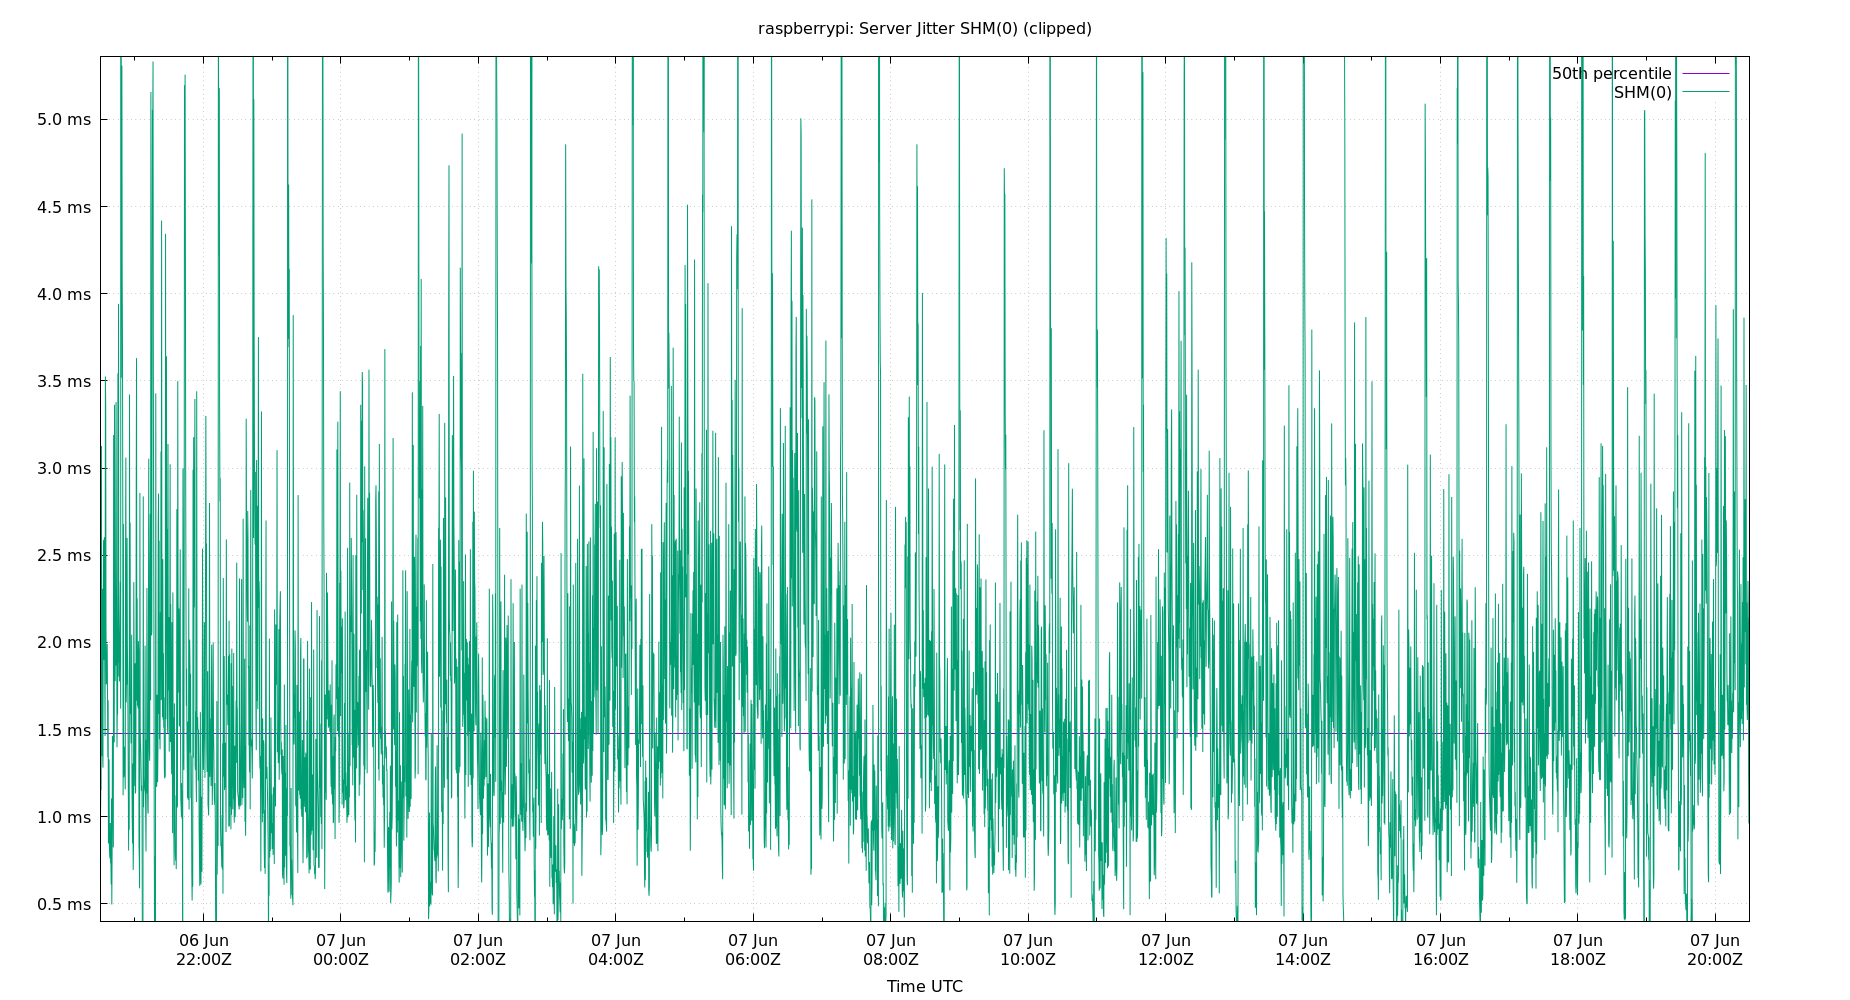 raspberrypi: Server Jitter SHM(0) (clipped)
50th percentile
SHM(0)
5.0 ms
4.5 ms
4.0 ms
3.5 ms
3.0 ms
2.5 ms
2.0 ms
1.5 ms
1.0 ms
0.5 ms
06 Jun 07 Jun 07 Jun 07 Jun 07 Jun 07 Jun 07 Jun 07 Jun 07 Jun 07 Jun 07 Jun 07 Jun
22:00Z 00:00Z 02:00Z 04:00Z 06:00Z 08:00Z 10:00Z 12:00Z 14:00Z 16:00Z 18:00Z 20:00Z
Time UTC